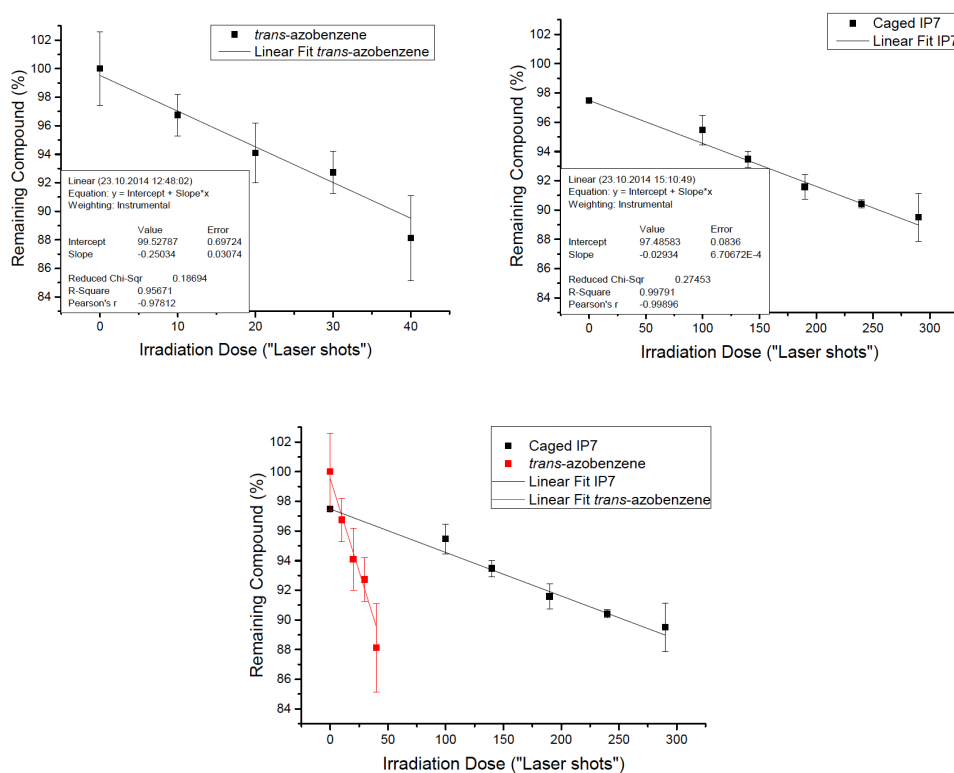 trans-azobenzene
Linear Fit trans-azobenzene
Remaining Compound (%)
102
100
98
96
94
92
90
88
86
84
Linear (23.10.2014 12:48:02)
Equation: y = Intercept + Slope*x
Weighting: Instrumental
Value Error
Intercept 99.52787 0.69724
Slope -0.25034 0.03074
Reduced Chi-Sqr 0.18694
R-Square 0.95671
Pearson's r -0.97812
0 10 20 30 40
Irradiation Dose ("Laser shots")
Caged IP7
Linear Fit IP7
Remaining Compound (%)
102
100
98
96
94
92
90
88
86
84
Linear (23.10.2014 15:10:49)
Equation: y = Intercept + Slope*x
Weighting: Instrumental
Value Error
Intercept 97.48583 0.0836
Slope -0.02934 6.70672E-4
Reduced Chi-Sqr 0.27453
R-Square 0.99791
Pearson's r -0.99896
0 50 100 150 200 250 300
Irradiation Dose ("Laser shots")
Caged IP7
trans-azobenzene
Linear Fit IP7
Linear Fit trans-azobenzene
Remaining Compound (%)
102
100
98
96
94
92
90
88
86
84
0 50 100 150 200 250 300
Irradiation Dose ("Laser shots")